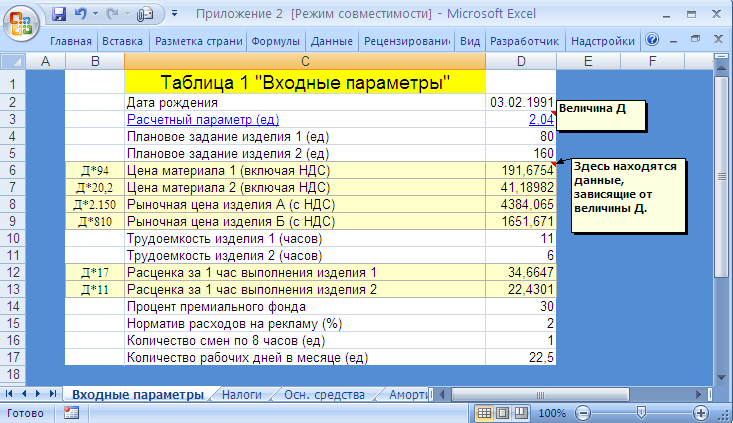 Приложение 2 [Режим совместимости] - Microsoft Excel
Главная Вставка Разметка страни Формулы Данные Рецензировани Вид Разработчик Надстройки
A B C D E F
1 Таблица 1 "Входные параметры"
2 Дата рождения 03.02.1991
3 Расчетный параметр (ед) 2.04 Величина Д
4 Плановое задание изделия 1 (ед) 80
5 Плановое задание изделия 2 (ед) 160
6 Д*94 Цена материала 1 (включая НДС) 191,6754
7 Д*20,2 Цена материала 2 (включая НДС) 41,18982
8 Д*2.150 Рыночная цена изделия А (с НДС) 4384,065
9 Д*810 Рыночная цена изделия Б (с НДС) 1651,671
Здесь находятся
данные,
зависящие от
величины Д.
10 Трудоемкость изделия 1 (часов) 11
11 Трудоемкость изделия 2 (часов) 6
12 Д*17 Расценка за 1 час выполнения изделия 1 34,6647
13 Д*11 Расценка за 1 час выполнения изделия 2 22,4301
14 Процент премиального фонда 30
15 Норматив расходов на рекламу (%) 2
16 Количество смен по 8 часов (ед) 1
17 Количество рабочих дней в месяце (ед) 22,5
18
Входные параметры Налоги Осн. средства Аморти
Готово 100%